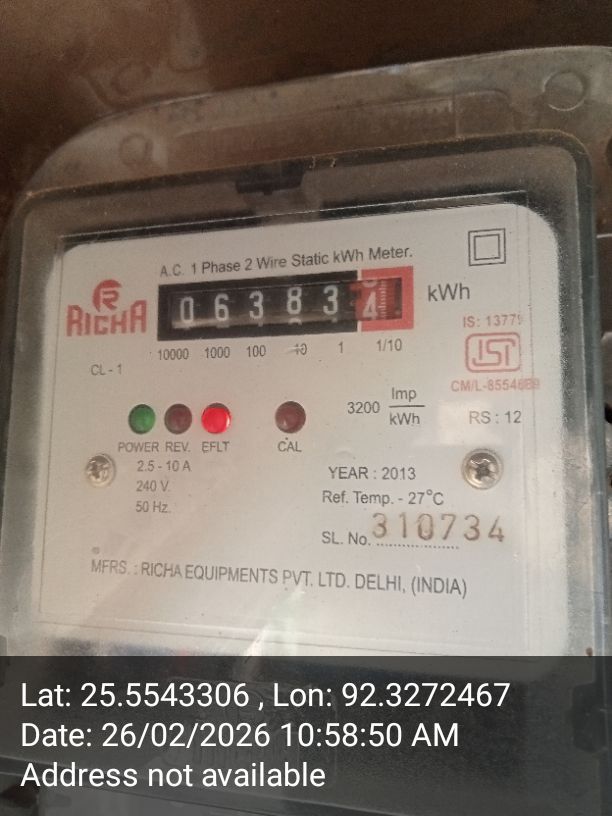 A.C. 1 Phase 2 Wire Static kWh Meter.
R
RICHA
0 6 3 8 3 4 kWh
10000 1000 100 10 1 1/10
CL - 1
IS: 13779
ISI
3200 Imp
kWh
RS : 12
POWER REV. EFLT CAL
2.5 - 10 A
240 V.
50 Hz.
YEAR : 2013
Ref. Temp. - 27°C
SL. No. 310734
MFRS. : RICHA EQUIPMENTS PVT. LTD. DELHI, (INDIA)
Lat: 25.5543306 , Lon: 92.3272467
Date: 26/02/2026 10:58:50 AM
Address not available